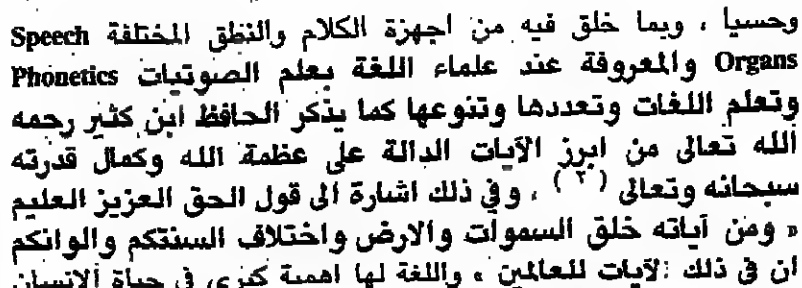 وحسيا ، وبما خلق فيه من اجهزة الكلام والنطق المختلفة Speech
Organs والمعروفة عند علماء اللغة بعلم الصوتيات Phonetics
وتعلم اللغات وتعددها وتنوعها كما يذكر الحافظ ابن كثير رحمه
الله تعالى من ابرز الآيات الدالة على عظمة الله وكمال قدرته
سبحانه وتعالى (٢) ، وفي ذلك اشارة الى قول الحق العزيز العليم
« ومن آياته خلق السموات والارض واختلاف السنتكم والوانكم
ان في ذلك لآيات للعالمين » واللغة لها اهمية كبرى في حياة الانسان